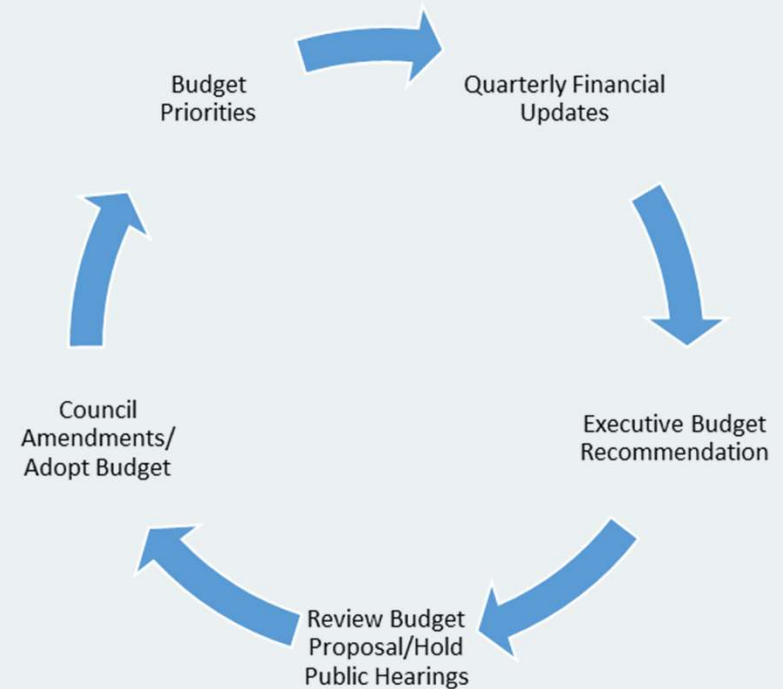 Budget
Priorities
Quarterly Financial
Updates
Executive Budget
Recommendation
Review Budget
Proposal/Hold
Public Hearings
Council
Amendments/
Adopt Budget